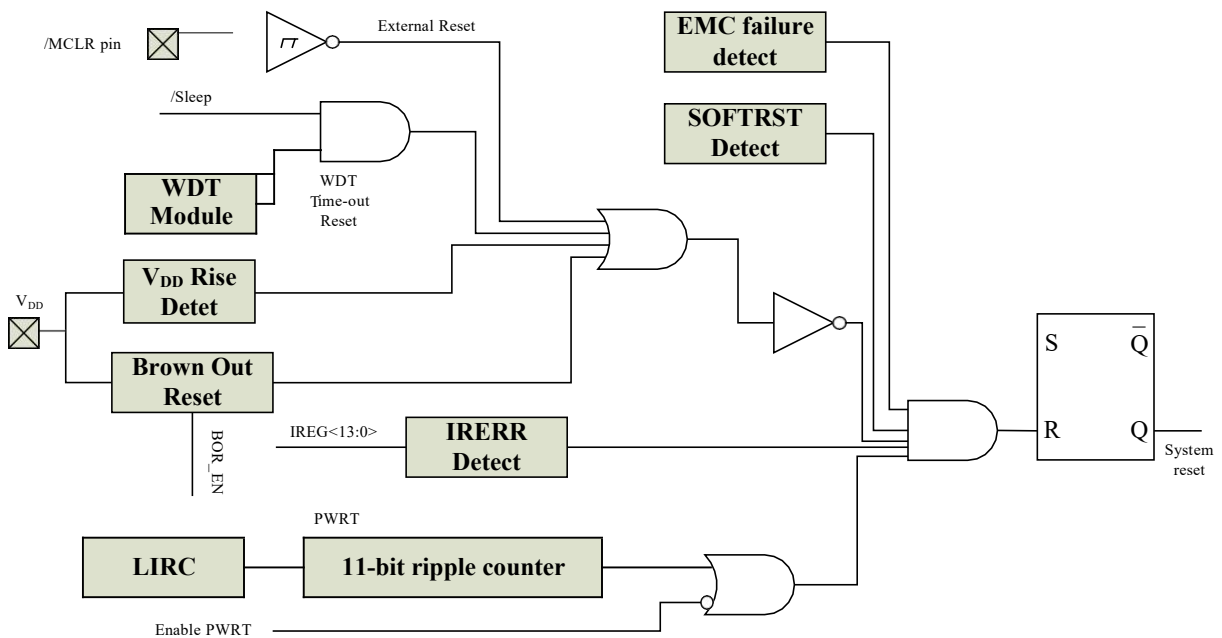 External Reset
/MCLR pin
EMC failure
detect
/Sleep
SOFTRST
Detect
WDT
Module
WDT
Time-out
Reset
VDD Rise
Detet
VDD
Brown Out
Reset
BOR_EN
IREG<13:0>
IRERR
Detect
S
Q̅
R
Q
System
reset
PWRT
LIRC
11-bit ripple counter
Enable PWRT